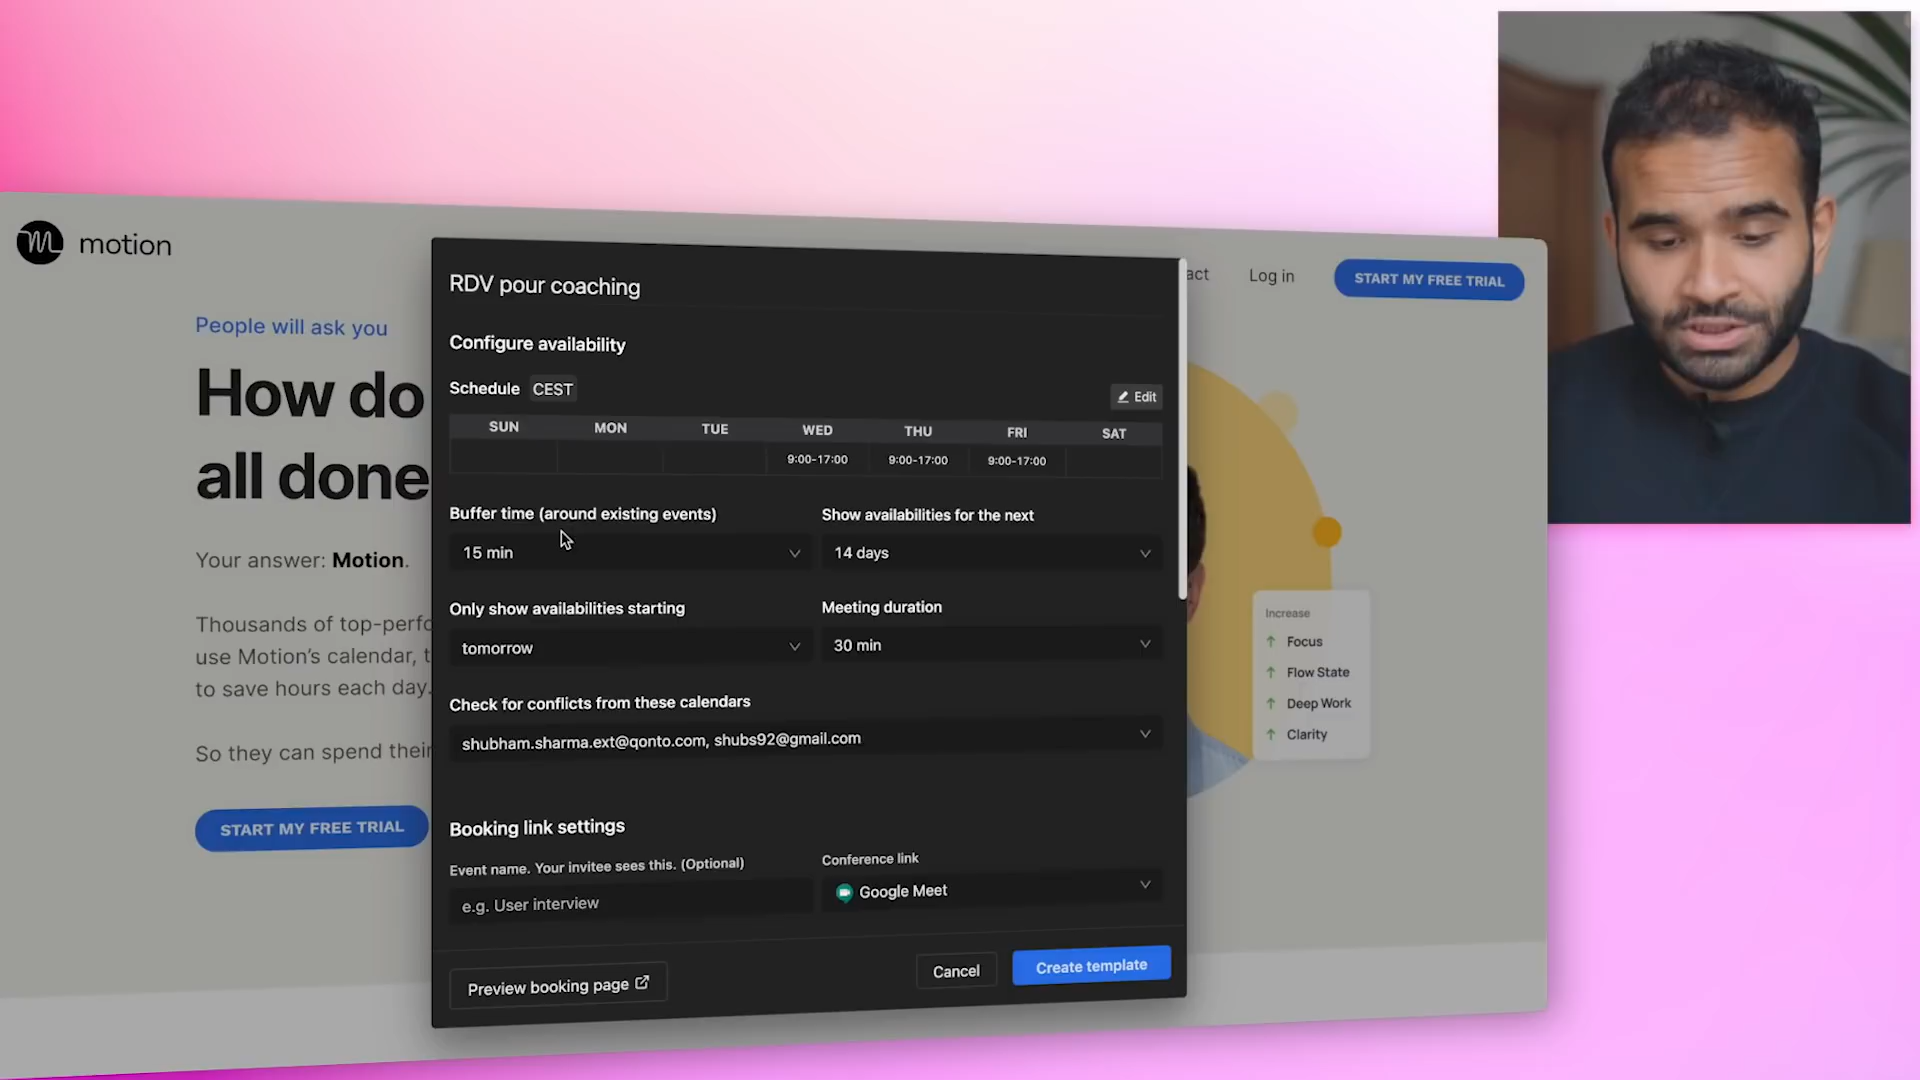 motion
act
Log in
START MY FREE TRIAL
People will ask you
How do
all done
Your answer: Motion.
Thousands of top-perfo
use Motion's calendar, t
to save hours each day.
So they can spend their
START MY FREE TRIAL
RDV pour coaching
Configure availability
Schedule CEST
Edit
SUN MON TUE WED THU FRI SAT
9:00-17:00 9:00-17:00 9:00-17:00
Buffer time (around existing events)
Show availabilities for the next
15 min
14 days
Only show availabilities starting
Meeting duration
tomorrow
30 min
Check for conflicts from these calendars
shubham.sharma.ext@qonto.com, shubs92@gmail.com
Booking link settings
Event name. Your invitee sees this. (Optional)
Conference link
e.g. User interview
Google Meet
Preview booking page
Cancel
Create template
Increase
Focus
Flow State
Deep Work
Clarity